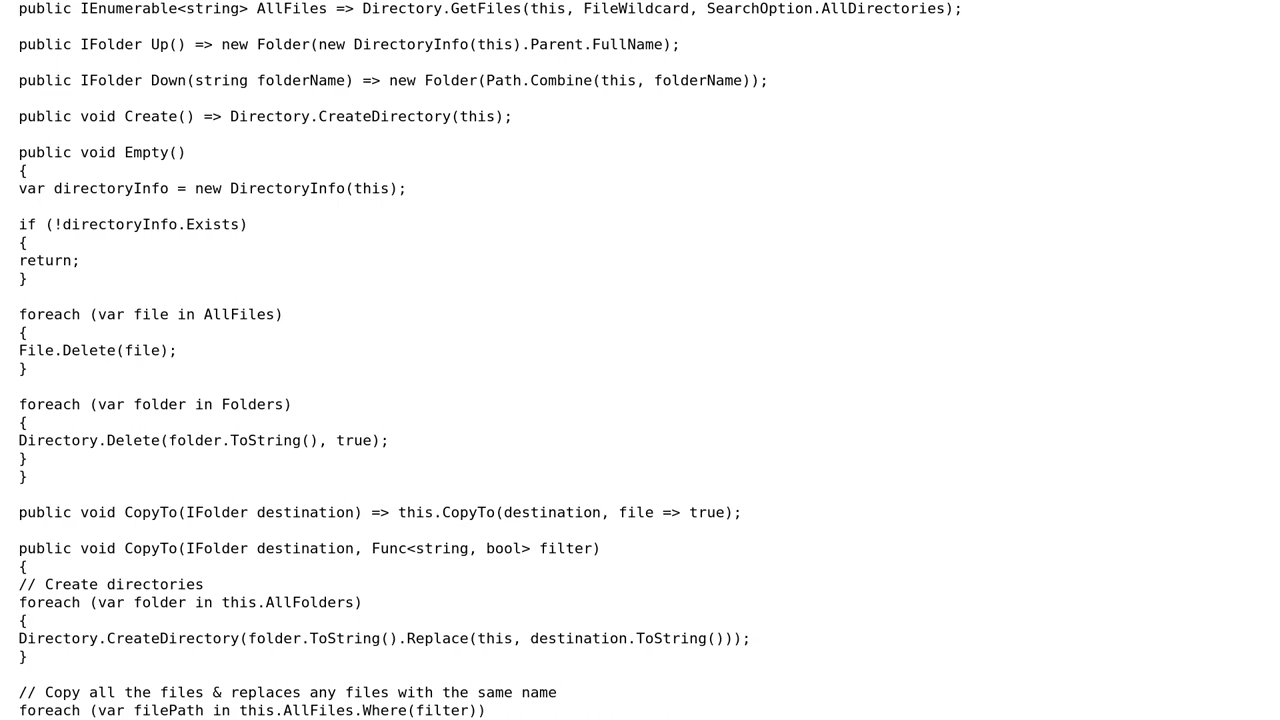 public IEnumerable<string> AllFiles => Directory.GetFiles(this, FileWildcard, SearchOption.AllDirectories);
public IFolder Up() => new Folder(new DirectoryInfo(this).Parent.FullName);
public IFolder Down(string folderName) => new Folder(Path.Combine(this, folderName));
public void Create() => Directory.CreateDirectory(this);
public void Empty()
{
var directoryInfo = new DirectoryInfo(this);
if (!directoryInfo.Exists)
{
return;
}
foreach (var file in AllFiles)
{
File.Delete(file);
}
foreach (var folder in Folders)
{
Directory.Delete(folder.ToString(), true);
}
}
public void CopyTo(IFolder destination) => this.CopyTo(destination, file => true);
public void CopyTo(IFolder destination, Func<string, bool> filter)
{
// Create directories
foreach (var folder in this.AllFolders)
{
Directory.CreateDirectory(folder.ToString().Replace(this, destination.ToString()));
}
// Copy all the files & replaces any files with the same name
foreach (var filePath in this.AllFiles.Where(filter))